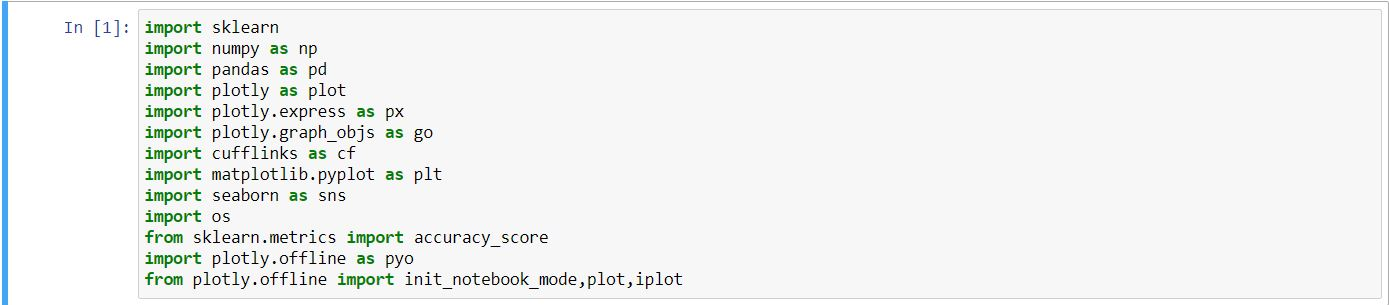 In [1]: import sklearn
import numpy as np
import pandas as pd
import plotly as plot
import plotly.express as px
import plotly.graph_objs as go
import cufflinks as cf
import matplotlib.pyplot as plt
import seaborn as sns
import os
from sklearn.metrics import accuracy_score
import plotly.offline as pyo
from plotly.offline import init_notebook_mode,plot,iplot